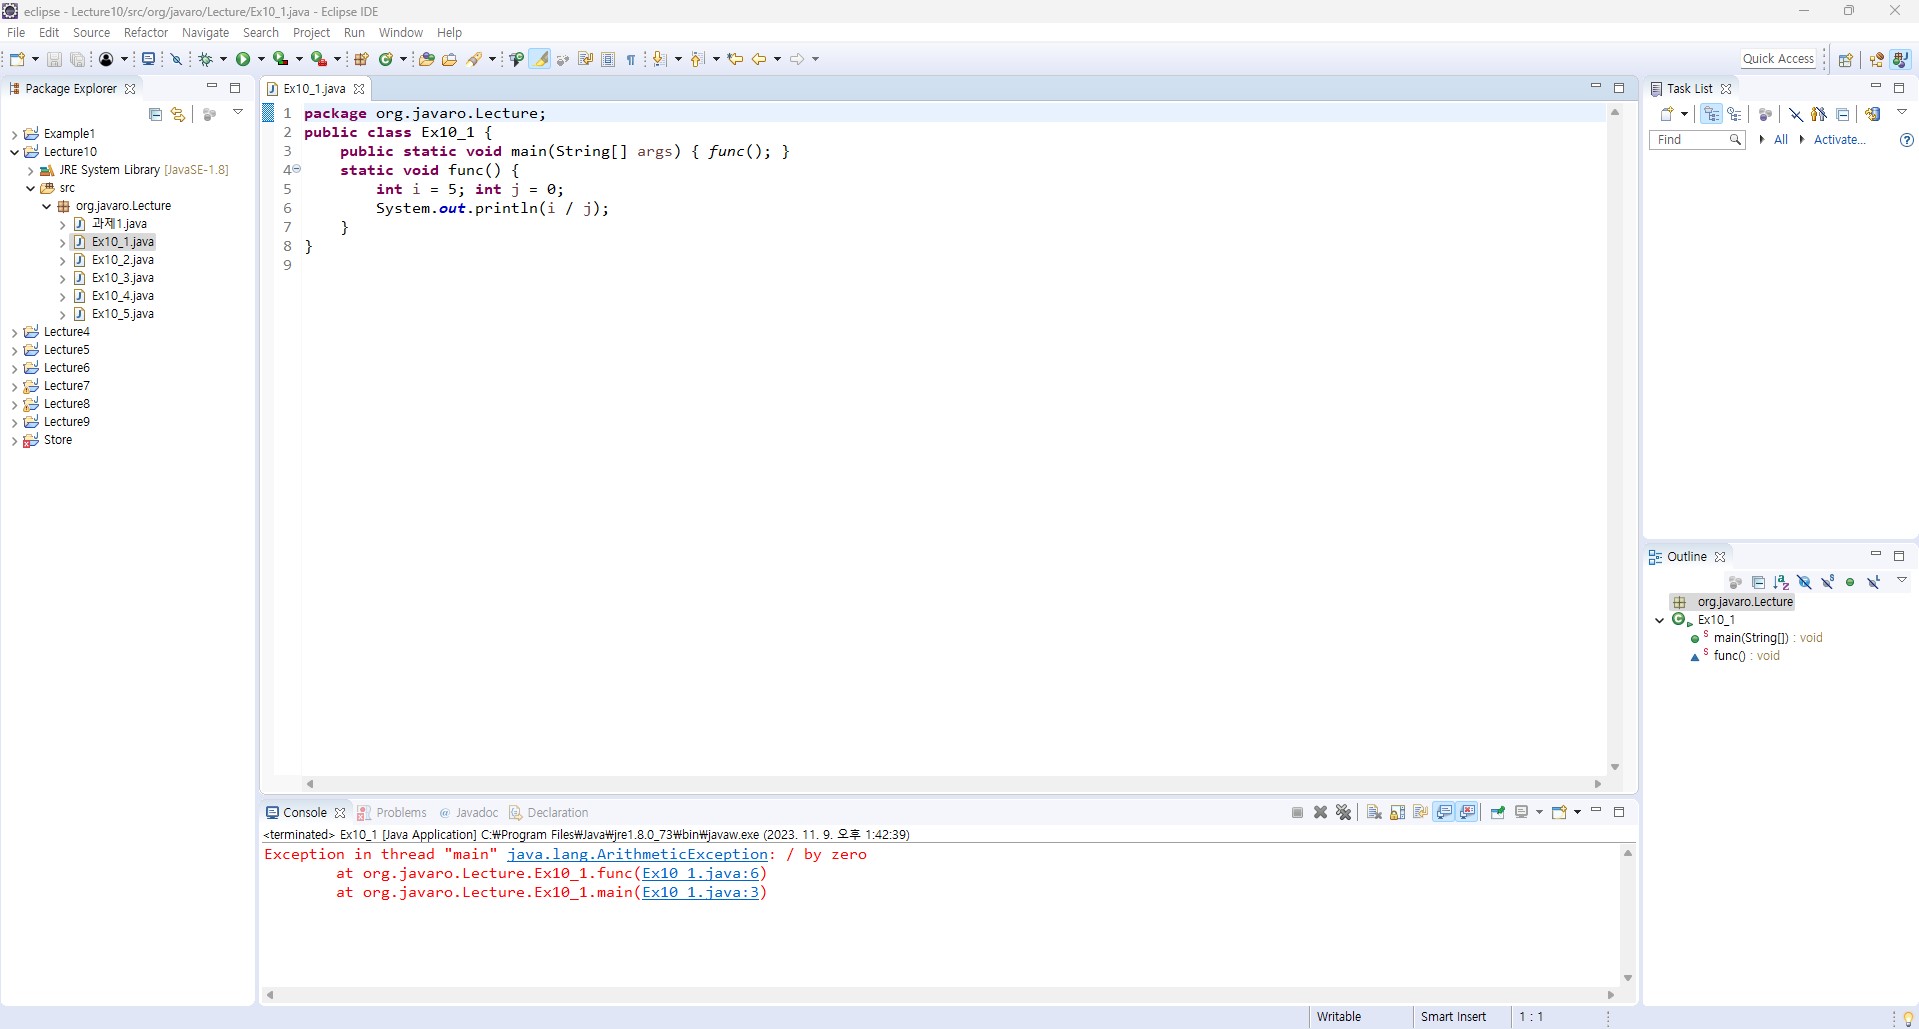 eclipse - Lecture10/src/org/javaro/Lecture/Ex10_1.java - Eclipse IDE
File Edit Source Refactor Navigate Search Project Run Window Help
Quick Access
Package Explorer
Example1
Lecture10
JRE System Library [JavaSE-1.8]
src
org.javaro.Lecture
과제1.java
Ex10_1.java
Ex10_2.java
Ex10_3.java
Ex10_4.java
Ex10_5.java
Lecture4
Lecture5
Lecture6
Lecture7
Lecture8
Lecture9
Store
Ex10_1.java
1 package org.javaro.Lecture;
2 public class Ex10_1 {
3     public static void main(String[] args) { func(); }
4     static void func() {
5         int i = 5; int j = 0;
6         System.out.println(i / j);
7     }
8 }
9
Task List
Find All Activate...
Outline
org.javaro.Lecture
Ex10_1
main(String[]) : void
func() : void
Console Problems @ Javadoc Declaration
<terminated> Ex10_1 [Java Application] C:₩Program Files₩Java₩jre1.8.0_73₩bin₩javaw.exe (2023. 11. 9. 오후 1:42:39)
Exception in thread "main" java.lang.ArithmeticException: / by zero
        at org.javaro.Lecture.Ex10_1.func(Ex10_1.java:6)
        at org.javaro.Lecture.Ex10_1.main(Ex10_1.java:3)
Writable Smart Insert 1 : 1